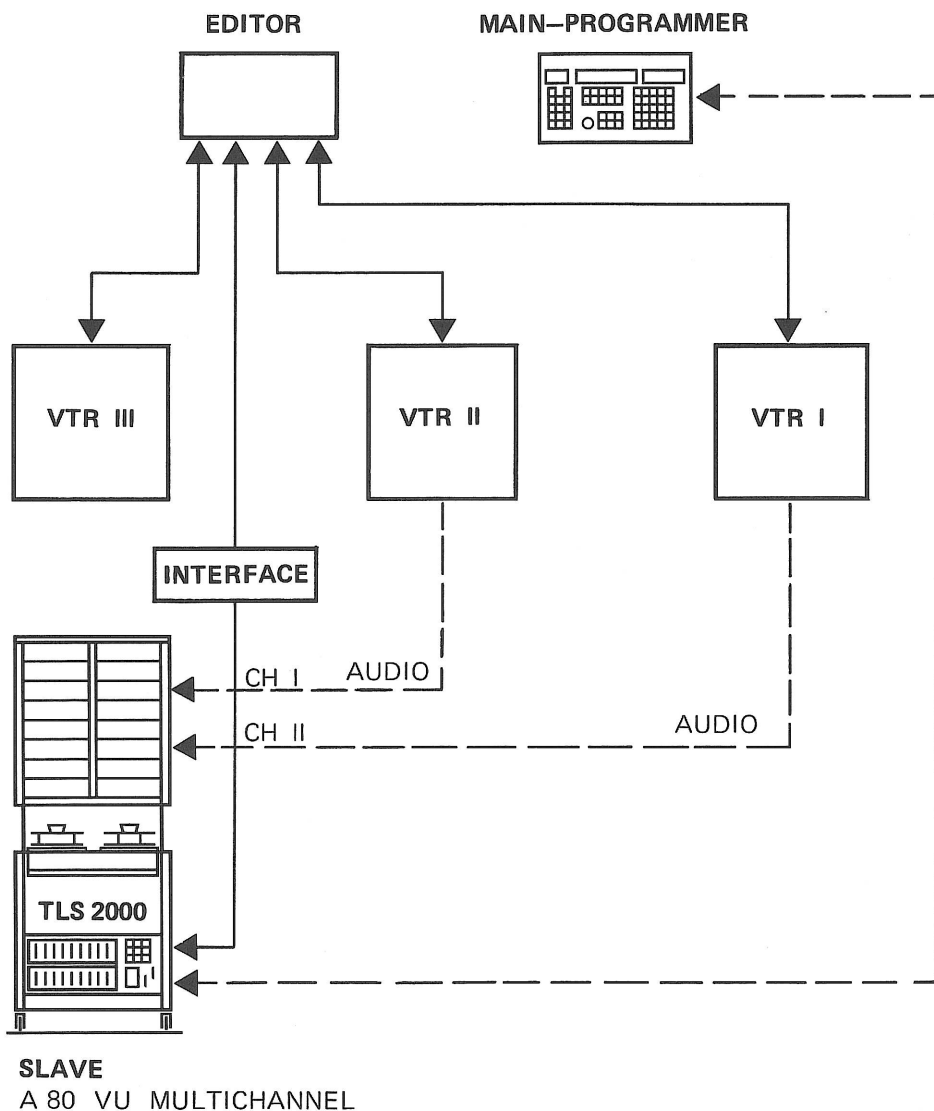 EDITOR
MAIN–PROGRAMMER
VTR III
VTR II
VTR I
INTERFACE
CH I
AUDIO
CH II
AUDIO
TLS 2000
SLAVE
A 80 VU MULTICHANNEL